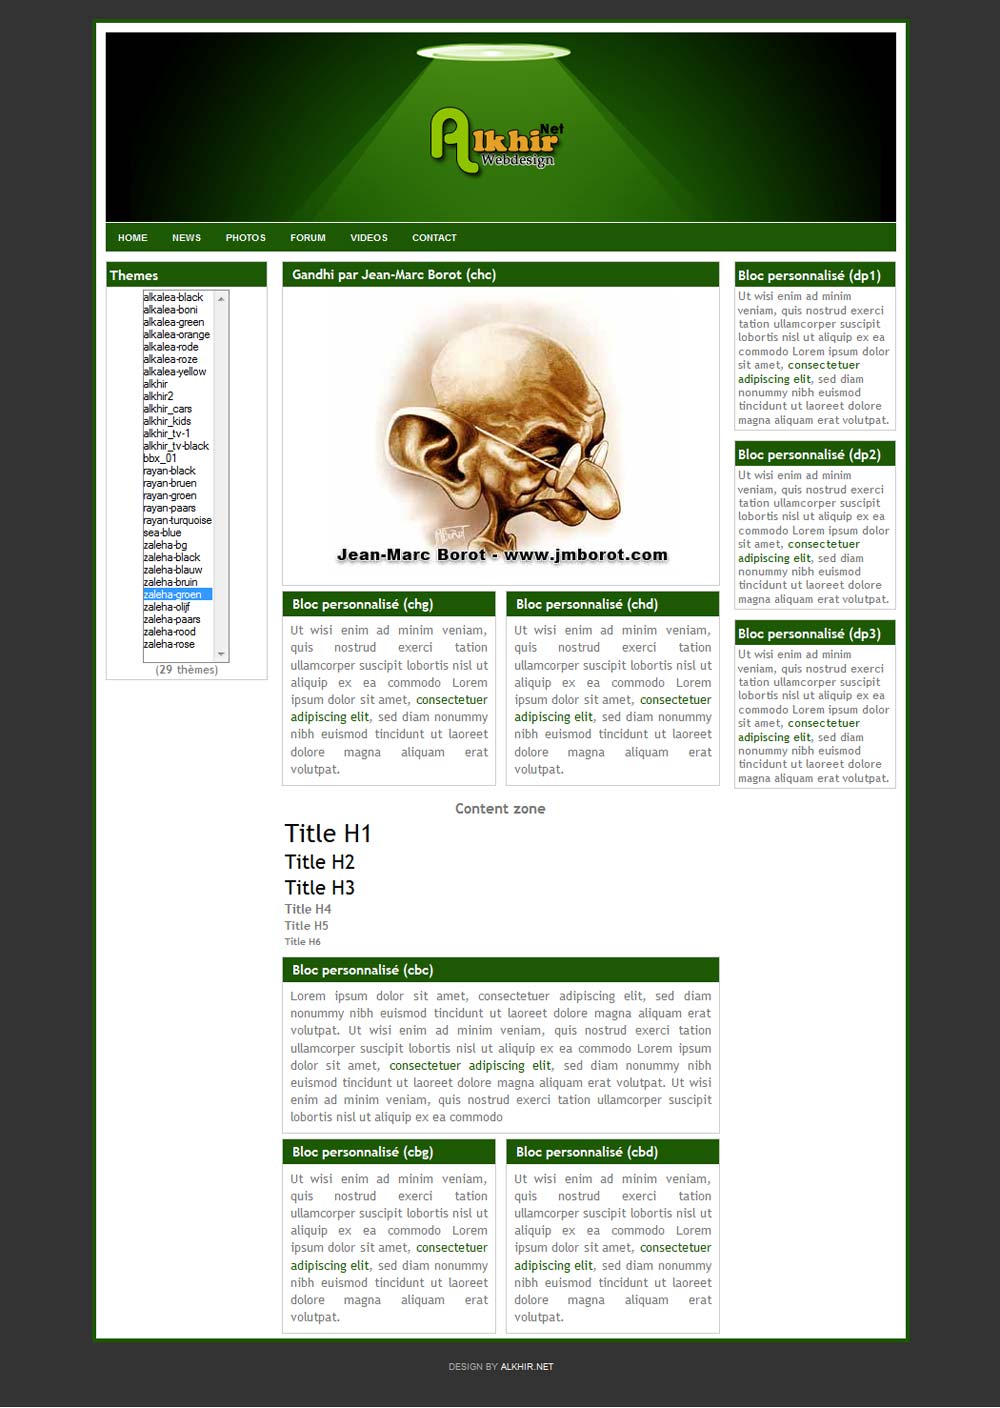 Alkhir
Net
Webdesign
HOME NEWS PHOTOS FORUM VIDEOS CONTACT
Themes
alkalea-black
alkalea-boni
alkalea-green
alkalea-orange
alkalea-rode
alkalea-roze
alkalea-yellow
alkhir
alkhir2
alkhir_cars
alkhir_kids
alkhir_tv-1
alkhir_tv-black
bbx_01
rayan-black
rayan-bruen
rayan-groen
rayan-paars
rayan-turquoise
sea-blue
zaleha-bg
zaleha-black
zaleha-blauw
zaleha-bruin
zaleha-groen
zaleha-olijf
zaleha-paars
zaleha-rood
zaleha-rose
(29 thèmes)
Gandhi par Jean-Marc Borot (chc)
Jean-Marc Borot - www.jmborot.com
Bloc personnalisé (chg)
Ut wisi enim ad minim veniam,
quis nostrud exerci tation
ullamcorper suscipit lobortis nisl ut
aliquip ex ea commodo Lorem
ipsum dolor sit amet, consectetuer
adipiscing elit, sed diam nonummy
nibh euismod tincidunt ut laoreet
dolore magna aliquam erat
volutpat.
Bloc personnalisé (chd)
Ut wisi enim ad minim veniam,
quis nostrud exerci tation
ullamcorper suscipit lobortis nisl ut
aliquip ex ea commodo Lorem
ipsum dolor sit amet, consectetuer
adipiscing elit, sed diam nonummy
nibh euismod tincidunt ut laoreet
dolore magna aliquam erat
volutpat.
Content zone
Title H1
Title H2
Title H3
Title H4
Title H5
Title H6
Bloc personnalisé (cbc)
Lorem ipsum dolor sit amet, consectetuer adipiscing elit, sed diam
nonummy nibh euismod tincidunt ut laoreet dolore magna aliquam erat
volutpat. Ut wisi enim ad minim veniam, quis nostrud exerci tation
ullamcorper suscipit lobortis nisl ut aliquip ex ea commodo Lorem ipsum
dolor sit amet, consectetuer adipiscing elit, sed diam nonummy nibh
euismod tincidunt ut laoreet dolore magna aliquam erat volutpat. Ut wisi
enim ad minim veniam, quis nostrud exerci tation ullamcorper suscipit
lobortis nisl ut aliquip ex ea commodo
Bloc personnalisé (cbg)
Ut wisi enim ad minim veniam,
quis nostrud exerci tation
ullamcorper suscipit lobortis nisl ut
aliquip ex ea commodo Lorem
ipsum dolor sit amet, consectetuer
adipiscing elit, sed diam nonummy
nibh euismod tincidunt ut laoreet
dolore magna aliquam erat
volutpat.
Bloc personnalisé (cbd)
Ut wisi enim ad minim veniam,
quis nostrud exerci tation
ullamcorper suscipit lobortis nisl ut
aliquip ex ea commodo Lorem
ipsum dolor sit amet, consectetuer
adipiscing elit, sed diam nonummy
nibh euismod tincidunt ut laoreet
dolore magna aliquam erat
volutpat.
Bloc personnalisé (dp1)
Ut wisi enim ad minim
veniam, quis nostrud exerci
tation ullamcorper suscipit
lobortis nisl ut aliquip ex ea
commodo Lorem ipsum dolor
sit amet, consectetuer
adipiscing elit, sed diam
nonummy nibh euismod
tincidunt ut laoreet dolore
magna aliquam erat volutpat.
Bloc personnalisé (dp2)
Ut wisi enim ad minim
veniam, quis nostrud exerci
tation ullamcorper suscipit
lobortis nisl ut aliquip ex ea
commodo Lorem ipsum dolor
sit amet, consectetuer
adipiscing elit, sed diam
nonummy nibh euismod
tincidunt ut laoreet dolore
magna aliquam erat volutpat.
Bloc personnalisé (dp3)
Ut wisi enim ad minim
veniam, quis nostrud exerci
tation ullamcorper suscipit
lobortis nisl ut aliquip ex ea
commodo Lorem ipsum dolor
sit amet, consectetuer
adipiscing elit, sed diam
nonummy nibh euismod
tincidunt ut laoreet dolore
magna aliquam erat volutpat.
DESIGN BY ALKHIR.NET